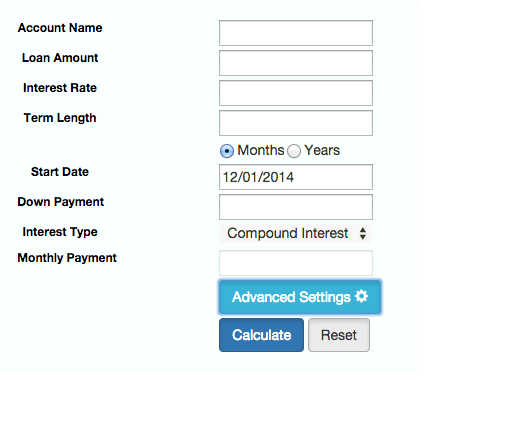 Account Name
Loan Amount
Interest Rate
Term Length
Months Years
Start Date 12/01/2014
Down Payment
Interest Type Compound Interest
Monthly Payment
Advanced Settings
Calculate Reset